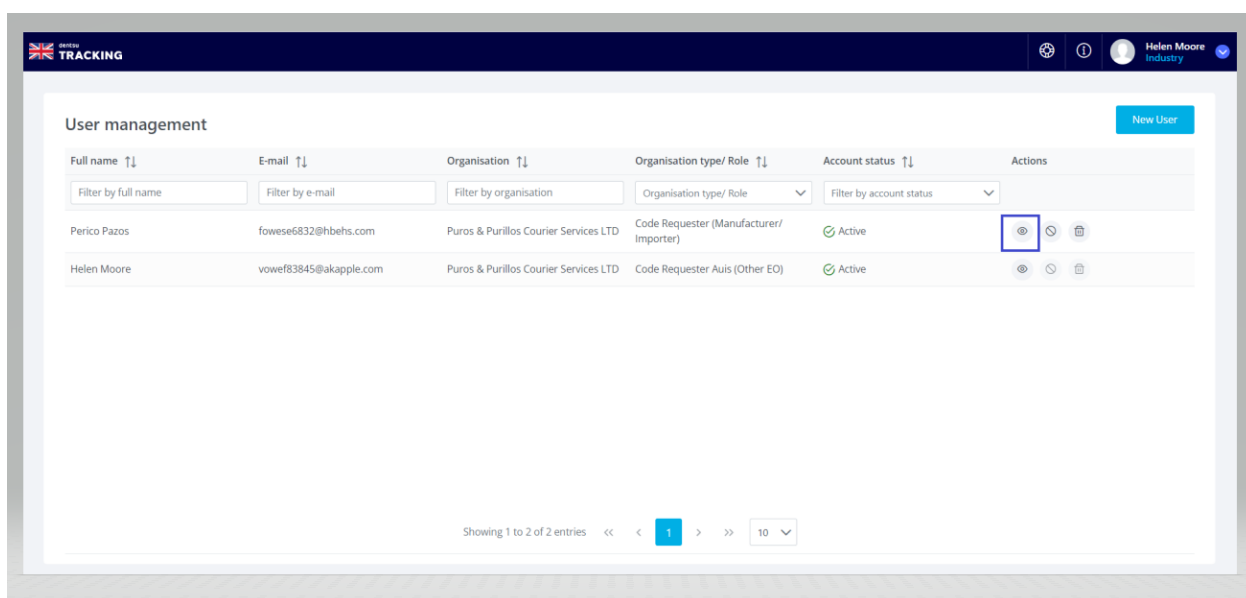 dentsu
TRACKING
Helen Moore
Industry
User management
New User
Full name E-mail Organisation Organisation type/ Role Account status Actions
Filter by full name Filter by e-mail Filter by organisation Organisation type/ Role Filter by account status
Perico Pazos fowese6832@hbehs.com Puros & Purillos Courier Services LTD Code Requester (Manufacturer/ Importer) Active
Helen Moore vowef83845@akapple.com Puros & Purillos Courier Services LTD Code Requester Auis (Other EO) Active
Showing 1 to 2 of 2 entries << < 1 > >> 10